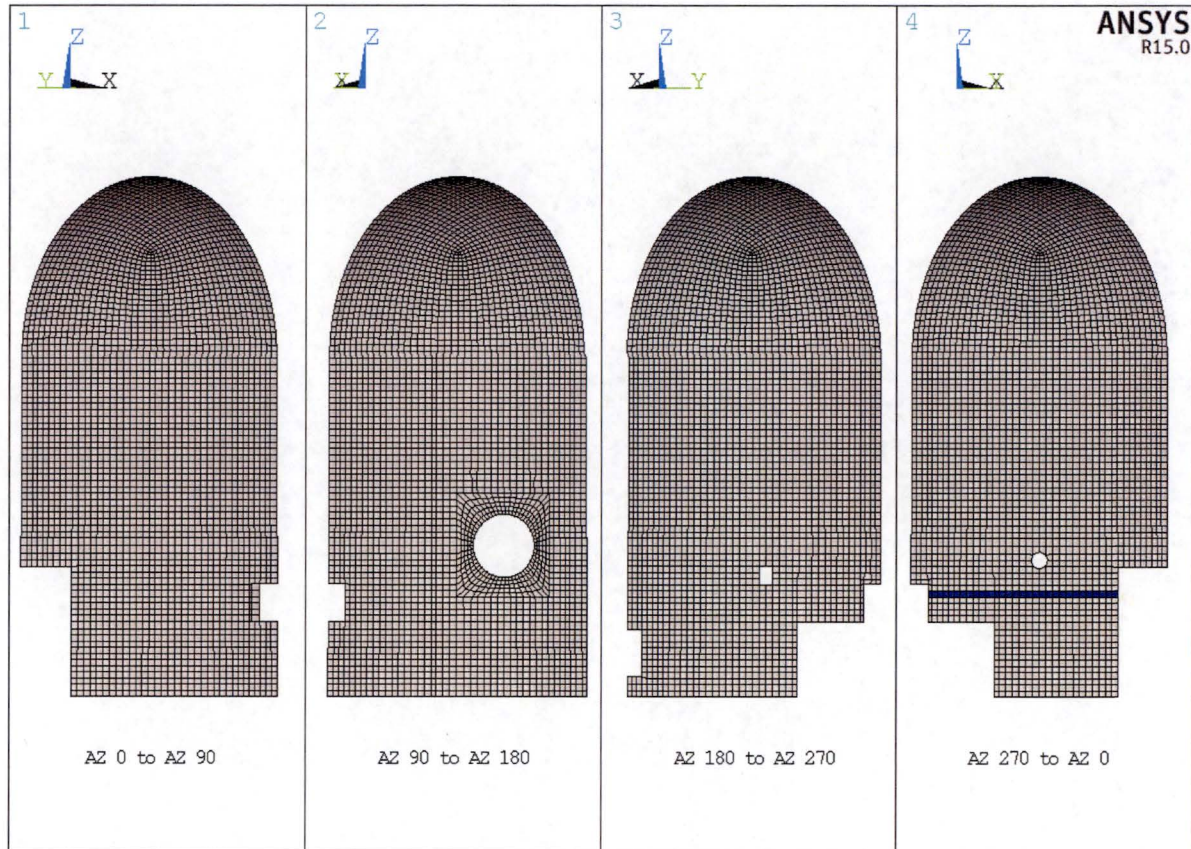 1
2
3
4
ANSYS
R15.0
Z
Y
X
Z
X
Z
X
Y
Z
X
AZ 0 to AZ 90
AZ 90 to AZ 180
AZ 180 to AZ 270
AZ 270 to AZ 0